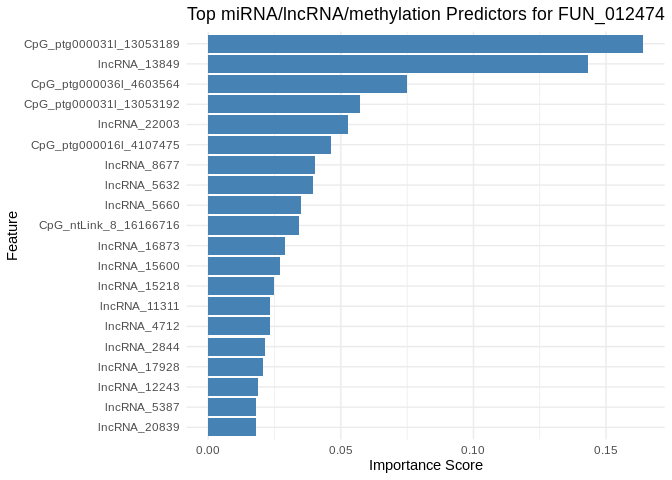 Top miRNA/lncRNA/methylation Predictors for FUN_012474
CpG_ptg000031l_13053189
lncRNA_13849
CpG_ptg000036l_4603564
CpG_ptg000031l_13053192
lncRNA_22003
CpG_ptg000016l_4107475
lncRNA_8677
lncRNA_5632
lncRNA_5660
CpG_ntLink_8_16166716
lncRNA_16873
lncRNA_15600
lncRNA_15218
lncRNA_11311
lncRNA_4712
lncRNA_2844
lncRNA_17928
lncRNA_12243
lncRNA_5387
lncRNA_20839
Feature
0.00 0.05 0.10 0.15
Importance Score